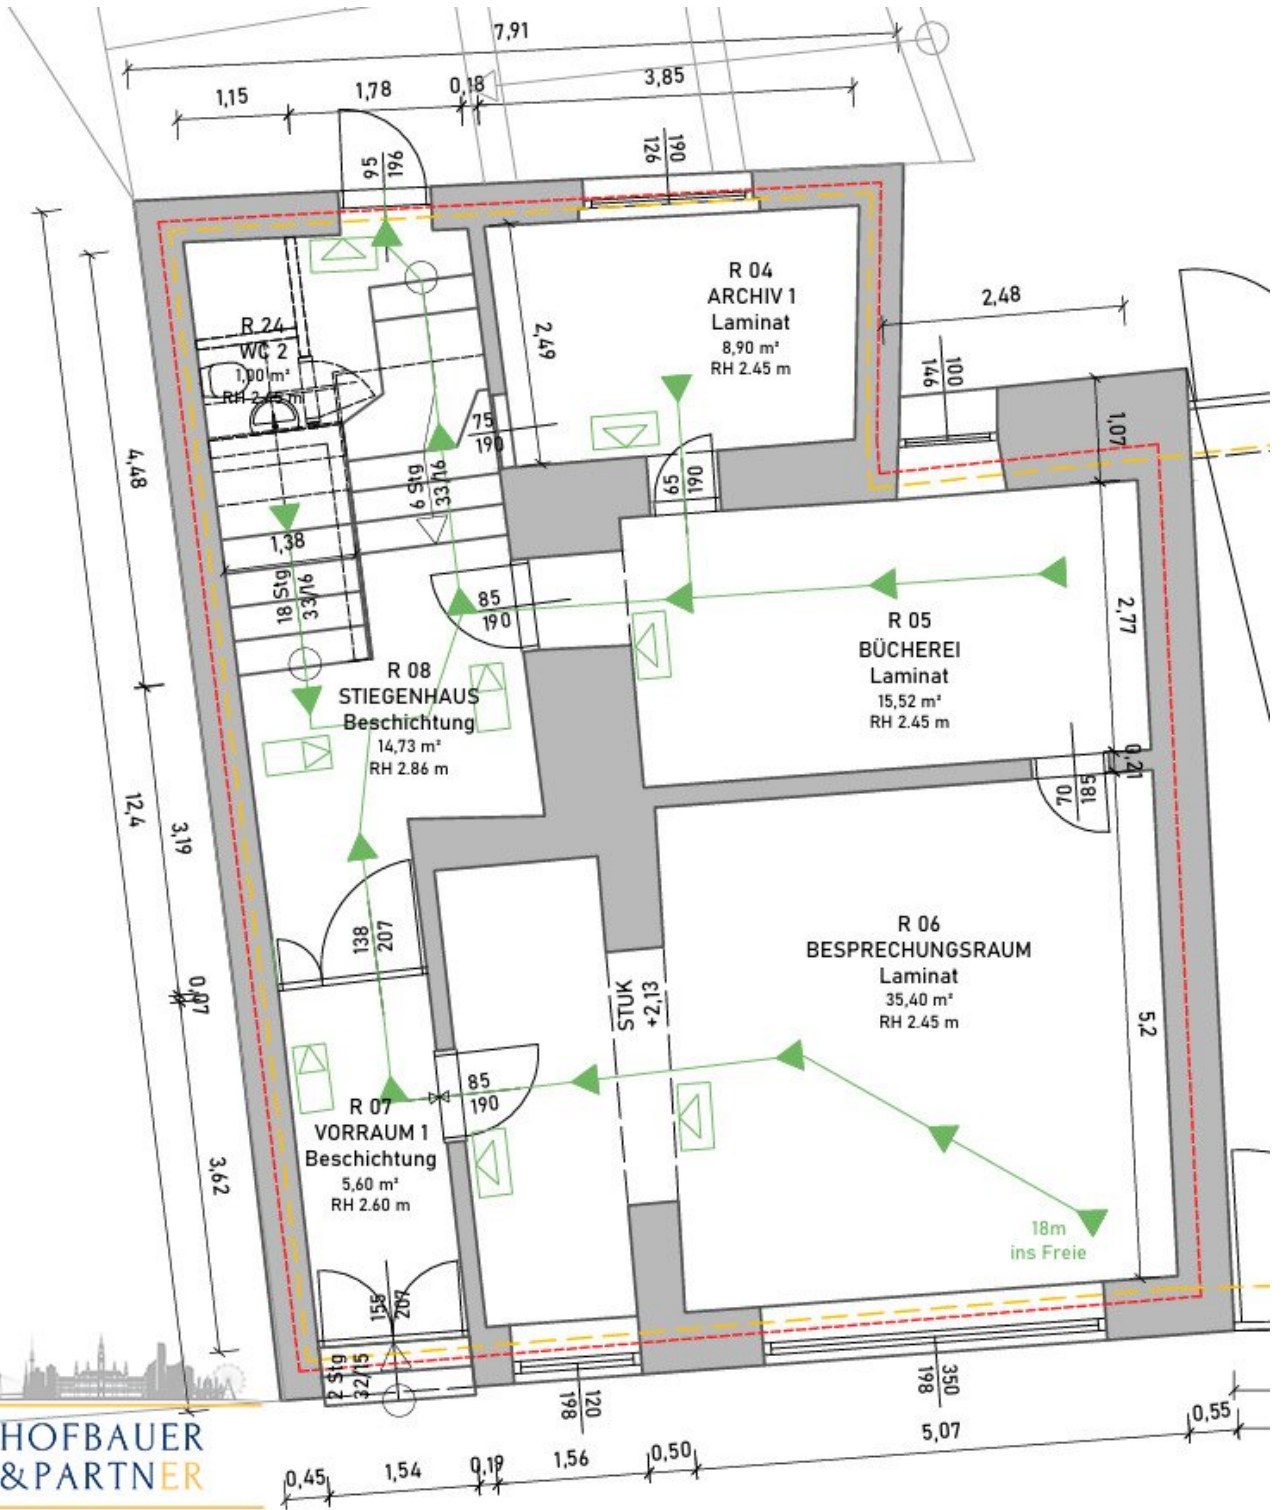 7,91
1,15
1,78
0,18
3,85
95
196
126
190
R 04
ARCHIV 1
Laminat
8,90 m²
RH 2.45 m
2,49
2,48
146
100
1,07
R 24
WC 2
1,00 m²
RH 2.45 m
75
190
65
190
4,48
6 Stg
33/16
1,38
18 Stg
33/16
85
190
R 05
BÜCHEREI
Laminat
15,52 m²
RH 2.45 m
2,77
R 08
STIEGENHAUS
Beschichtung
14,73 m²
RH 2.86 m
0,21
70
185
12,4
3,19
138
207
0,07
R 06
BESPRECHUNGSRAUM
Laminat
35,40 m²
RH 2.45 m
STUK
+2,13
5,2
85
190
R 07
VORRAUM 1
Beschichtung
5,60 m²
RH 2.60 m
3,62
18m
ins Freie
155
207
2 Stg
32/15
198
120
198
350
HOFBAUER
&PARTNER
0,45
1,54
0,19
1,56
0,50
5,07
0,55